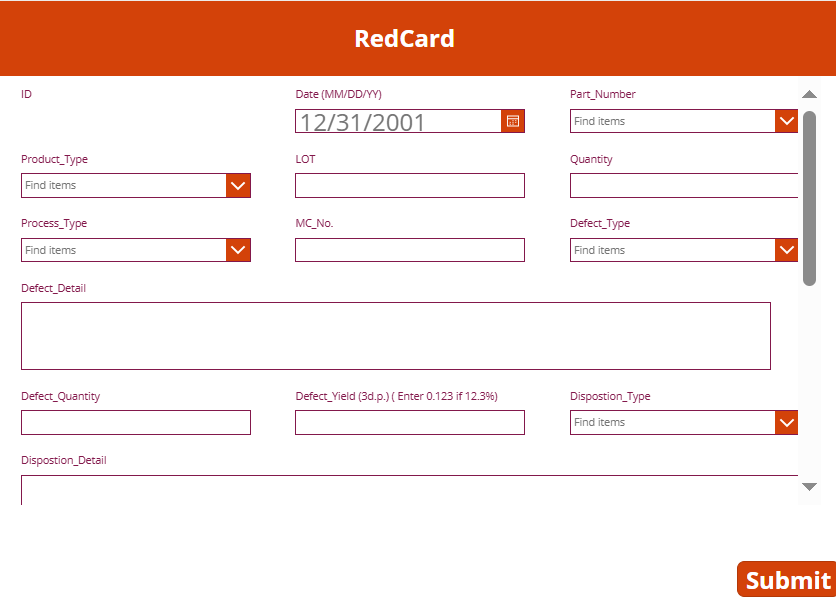 RedCard
ID
Date (MM/DD/YY)
Part_Number
12/31/2001
Find items
Product_Type
LOT
Quantity
Find items
Process_Type
MC_No.
Defect_Type
Find items
Find items
Defect_Detail
Defect_Quantity
Defect_Yield (3d.p.) ( Enter 0.123 if 12.3%)
Dispostion_Type
Find items
Dispostion_Detail
Submit